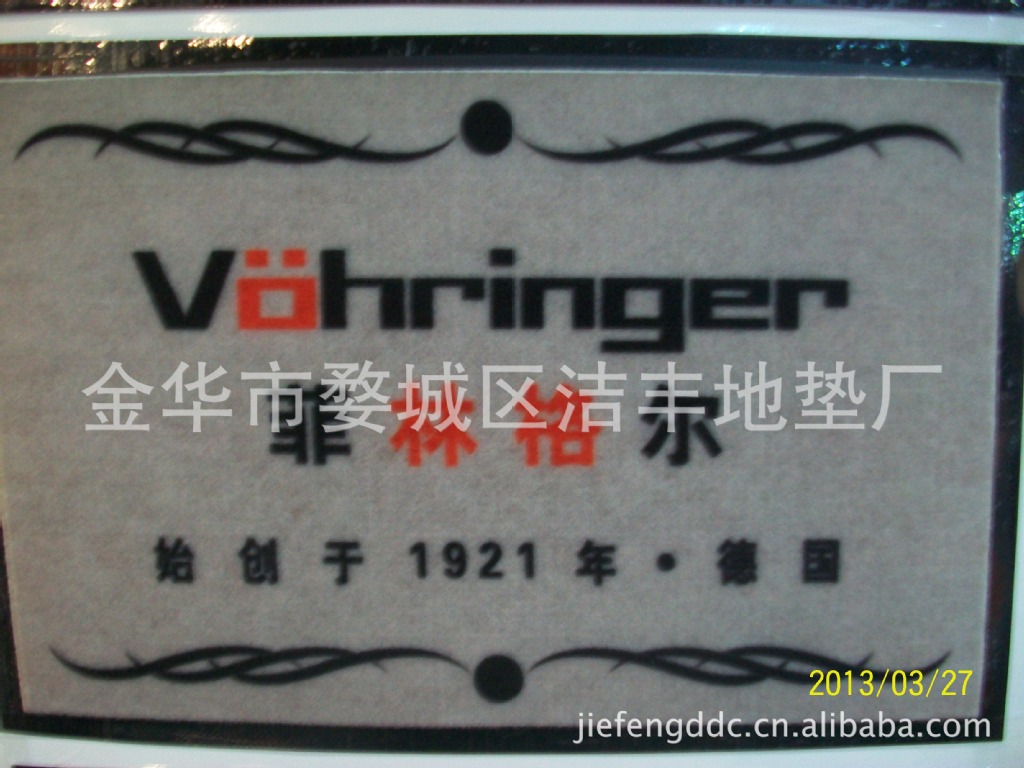 Vöhringer
金华市婺城区洁丰地垫厂
菲林格尔
始创于1921年·德国
2013/03/27
jiefengddc.cn.alibaba.com